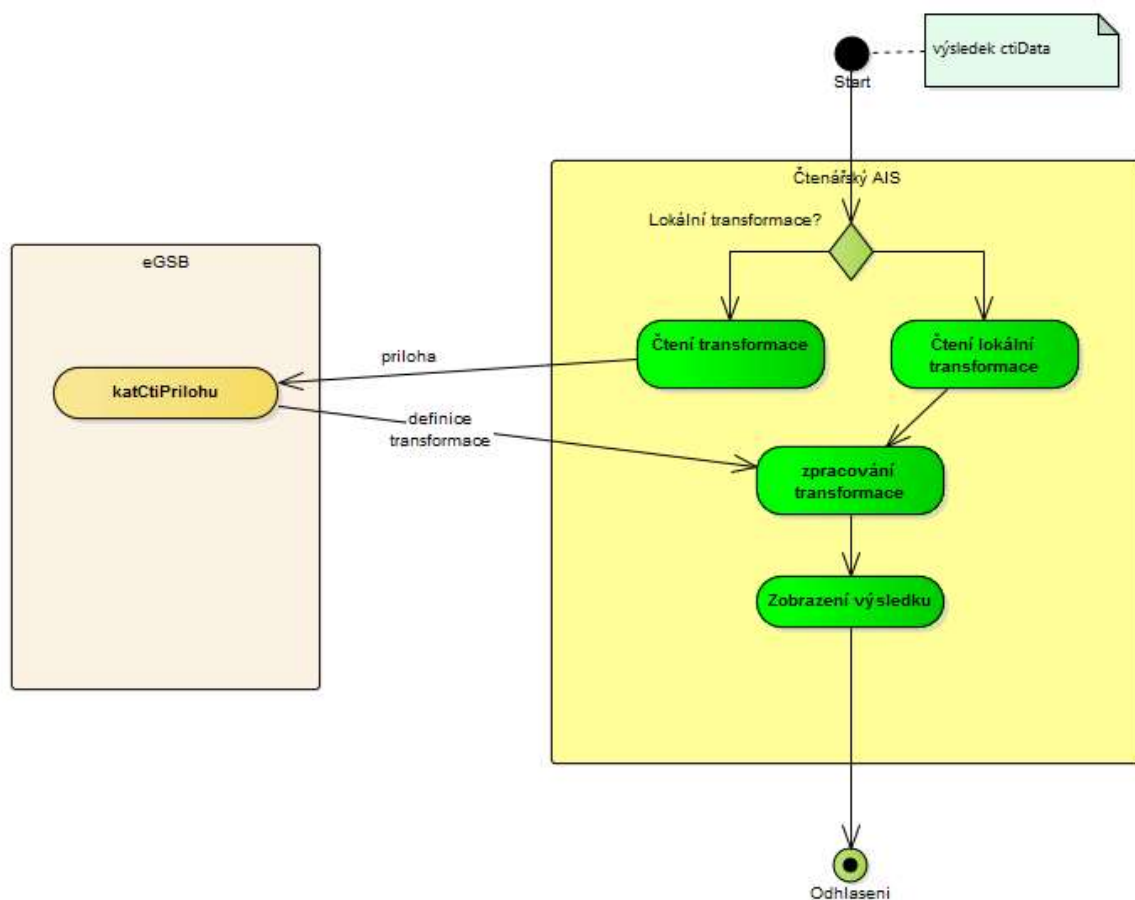 výsledek ctiData
Start
Čtenářský AIS
Lokální transformace?
eGSB
Čtení transformace
Čtení lokální
transformace
priloha
katCtiPrilohu
definice
transformace
zpracování
transformace
Zobrazení výsledku
Odhlaseni